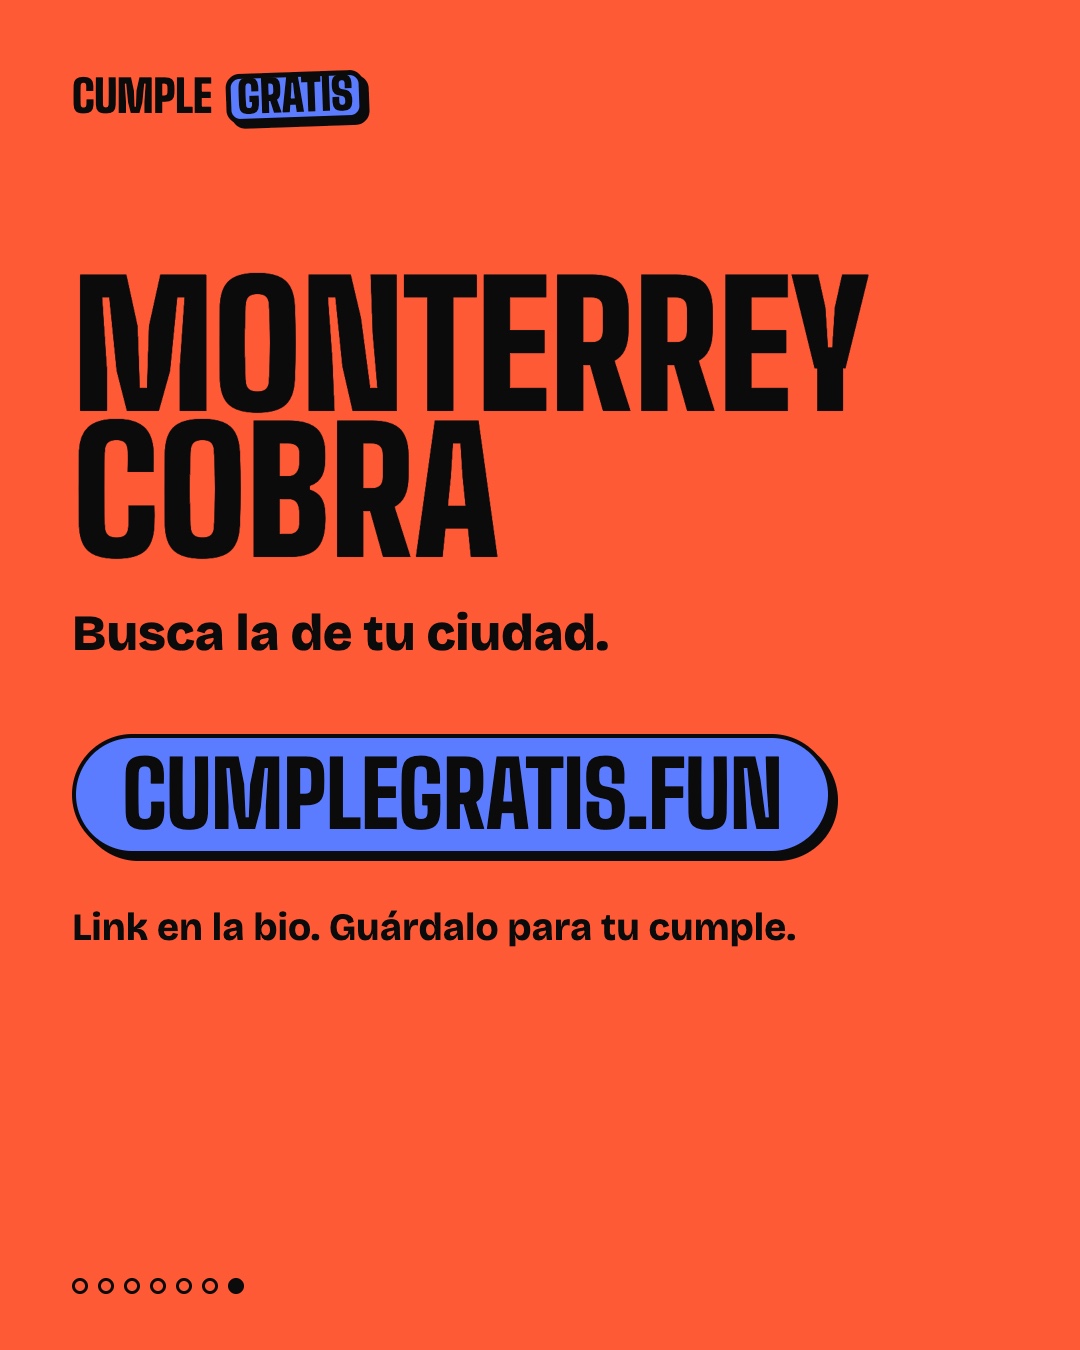 CUMPLE GRATIS
MONTERREY
COBRA
Busca la de tu ciudad.
CUMPLEGRATIS.FUN
Link en la bio. Guárdalo para tu cumple.